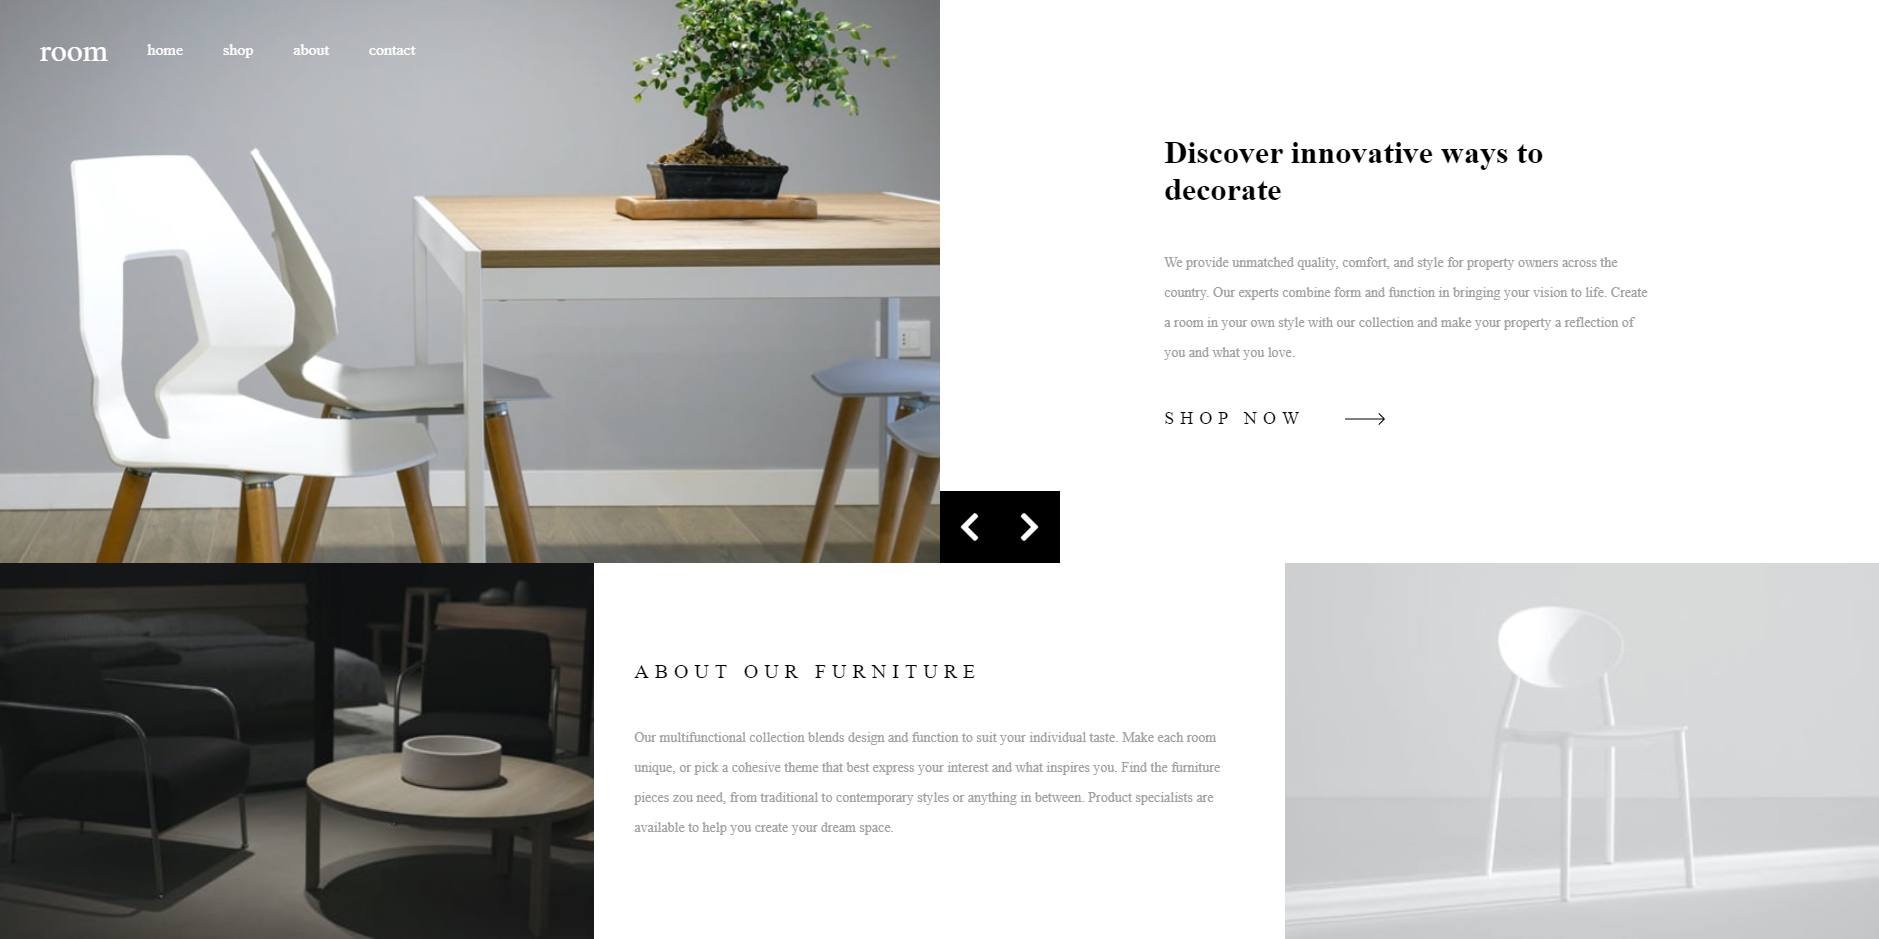 room
home
shop
about
contact
Discover innovative ways to
decorate
We provide unmatched quality, comfort, and style for property owners across the
country. Our experts combine form and function in bringing your vision to life. Create
a room in your own style with our collection and make your property a reflection of
you and what you love.
SHOP NOW
ABOUT OUR FURNITURE
Our multifunctional collection blends design and function to suit your individual taste. Make each room
unique, or pick a cohesive theme that best express your interest and what inspires you. Find the furniture
pieces zou need, from traditional to contemporary styles or anything in between. Product specialists are
available to help you create your dream space.